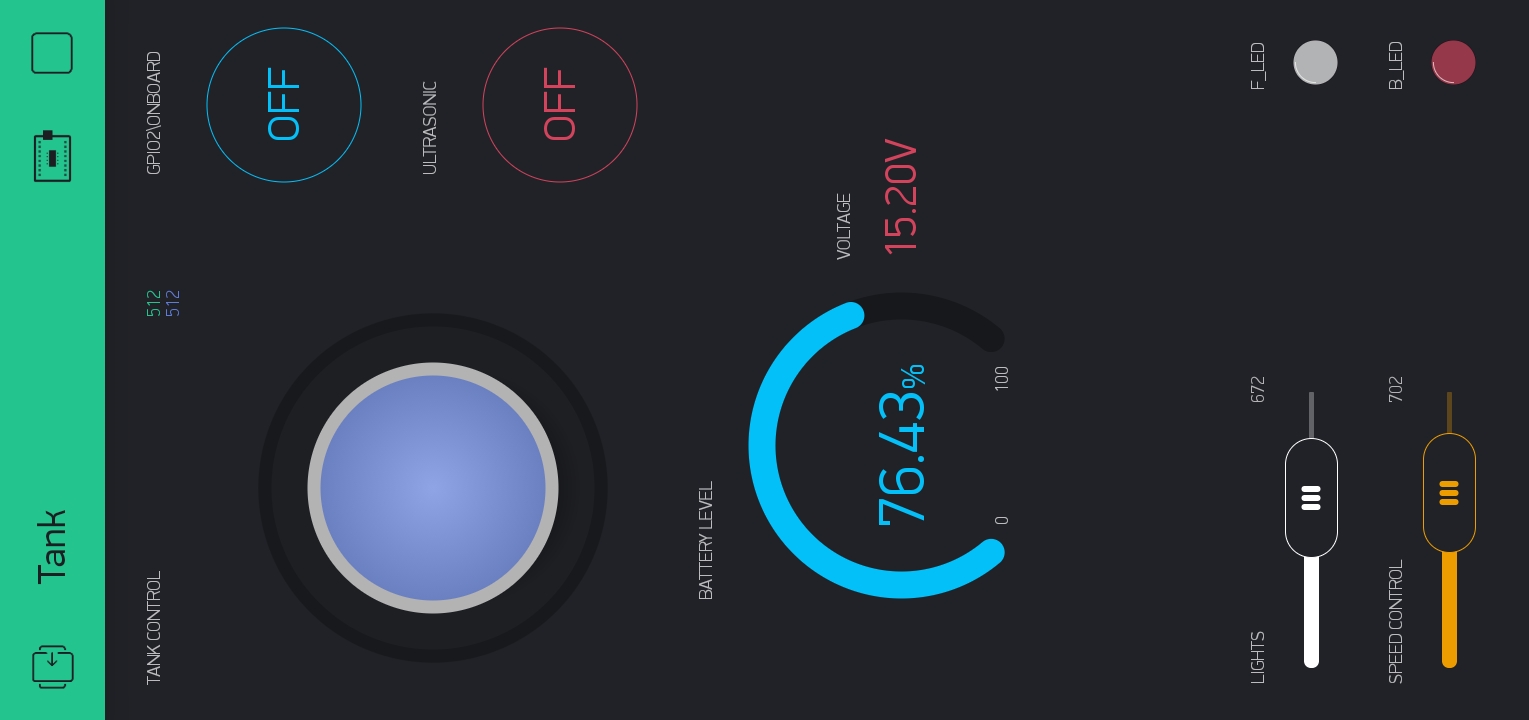 Tank
TANK CONTROL
512
512
GPIO2\ONBOARD
OFF
ULTRASONIC
OFF
BATTERY LEVEL
76.43%
0
100
VOLTAGE
15.20V
LIGHTS
672
F_LED
SPEED CONTROL
702
B_LED